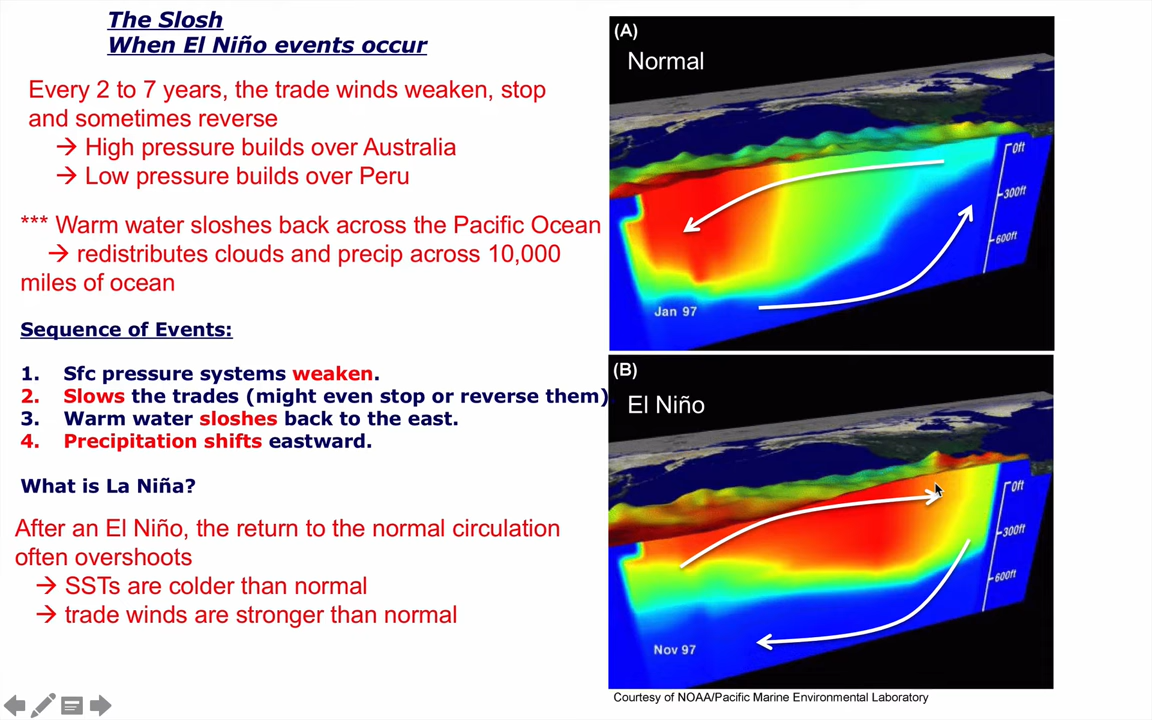 The Slosh
When El Niño events occur
Every 2 to 7 years, the trade winds weaken, stop
and sometimes reverse
→ High pressure builds over Australia
→ Low pressure builds over Peru
*** Warm water sloshes back across the Pacific Ocean
→ redistributes clouds and precip across 10,000
miles of ocean
Sequence of Events:
1. Sfc pressure systems weaken.
2. Slows the trades (might even stop or reverse them)
3. Warm water sloshes back to the east.
4. Precipitation shifts eastward.
What is La Niña?
After an El Niño, the return to the normal circulation
often overshoots
→ SSTs are colder than normal
→ trade winds are stronger than normal
(A)
Normal
0ft
300ft
600ft
Jan 97
(B)
El Niño
0ft
300ft
600ft
Nov 97
Courtesy of NOAA/Pacific Marine Environmental Laboratory